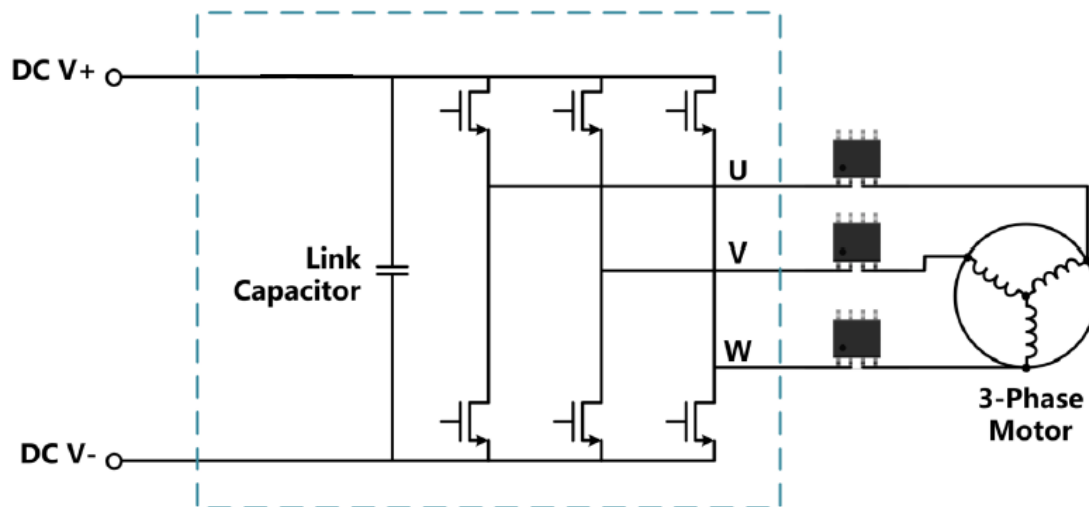 DC V+
U
V
Link
Capacitor
W
3-Phase
Motor
DC V-